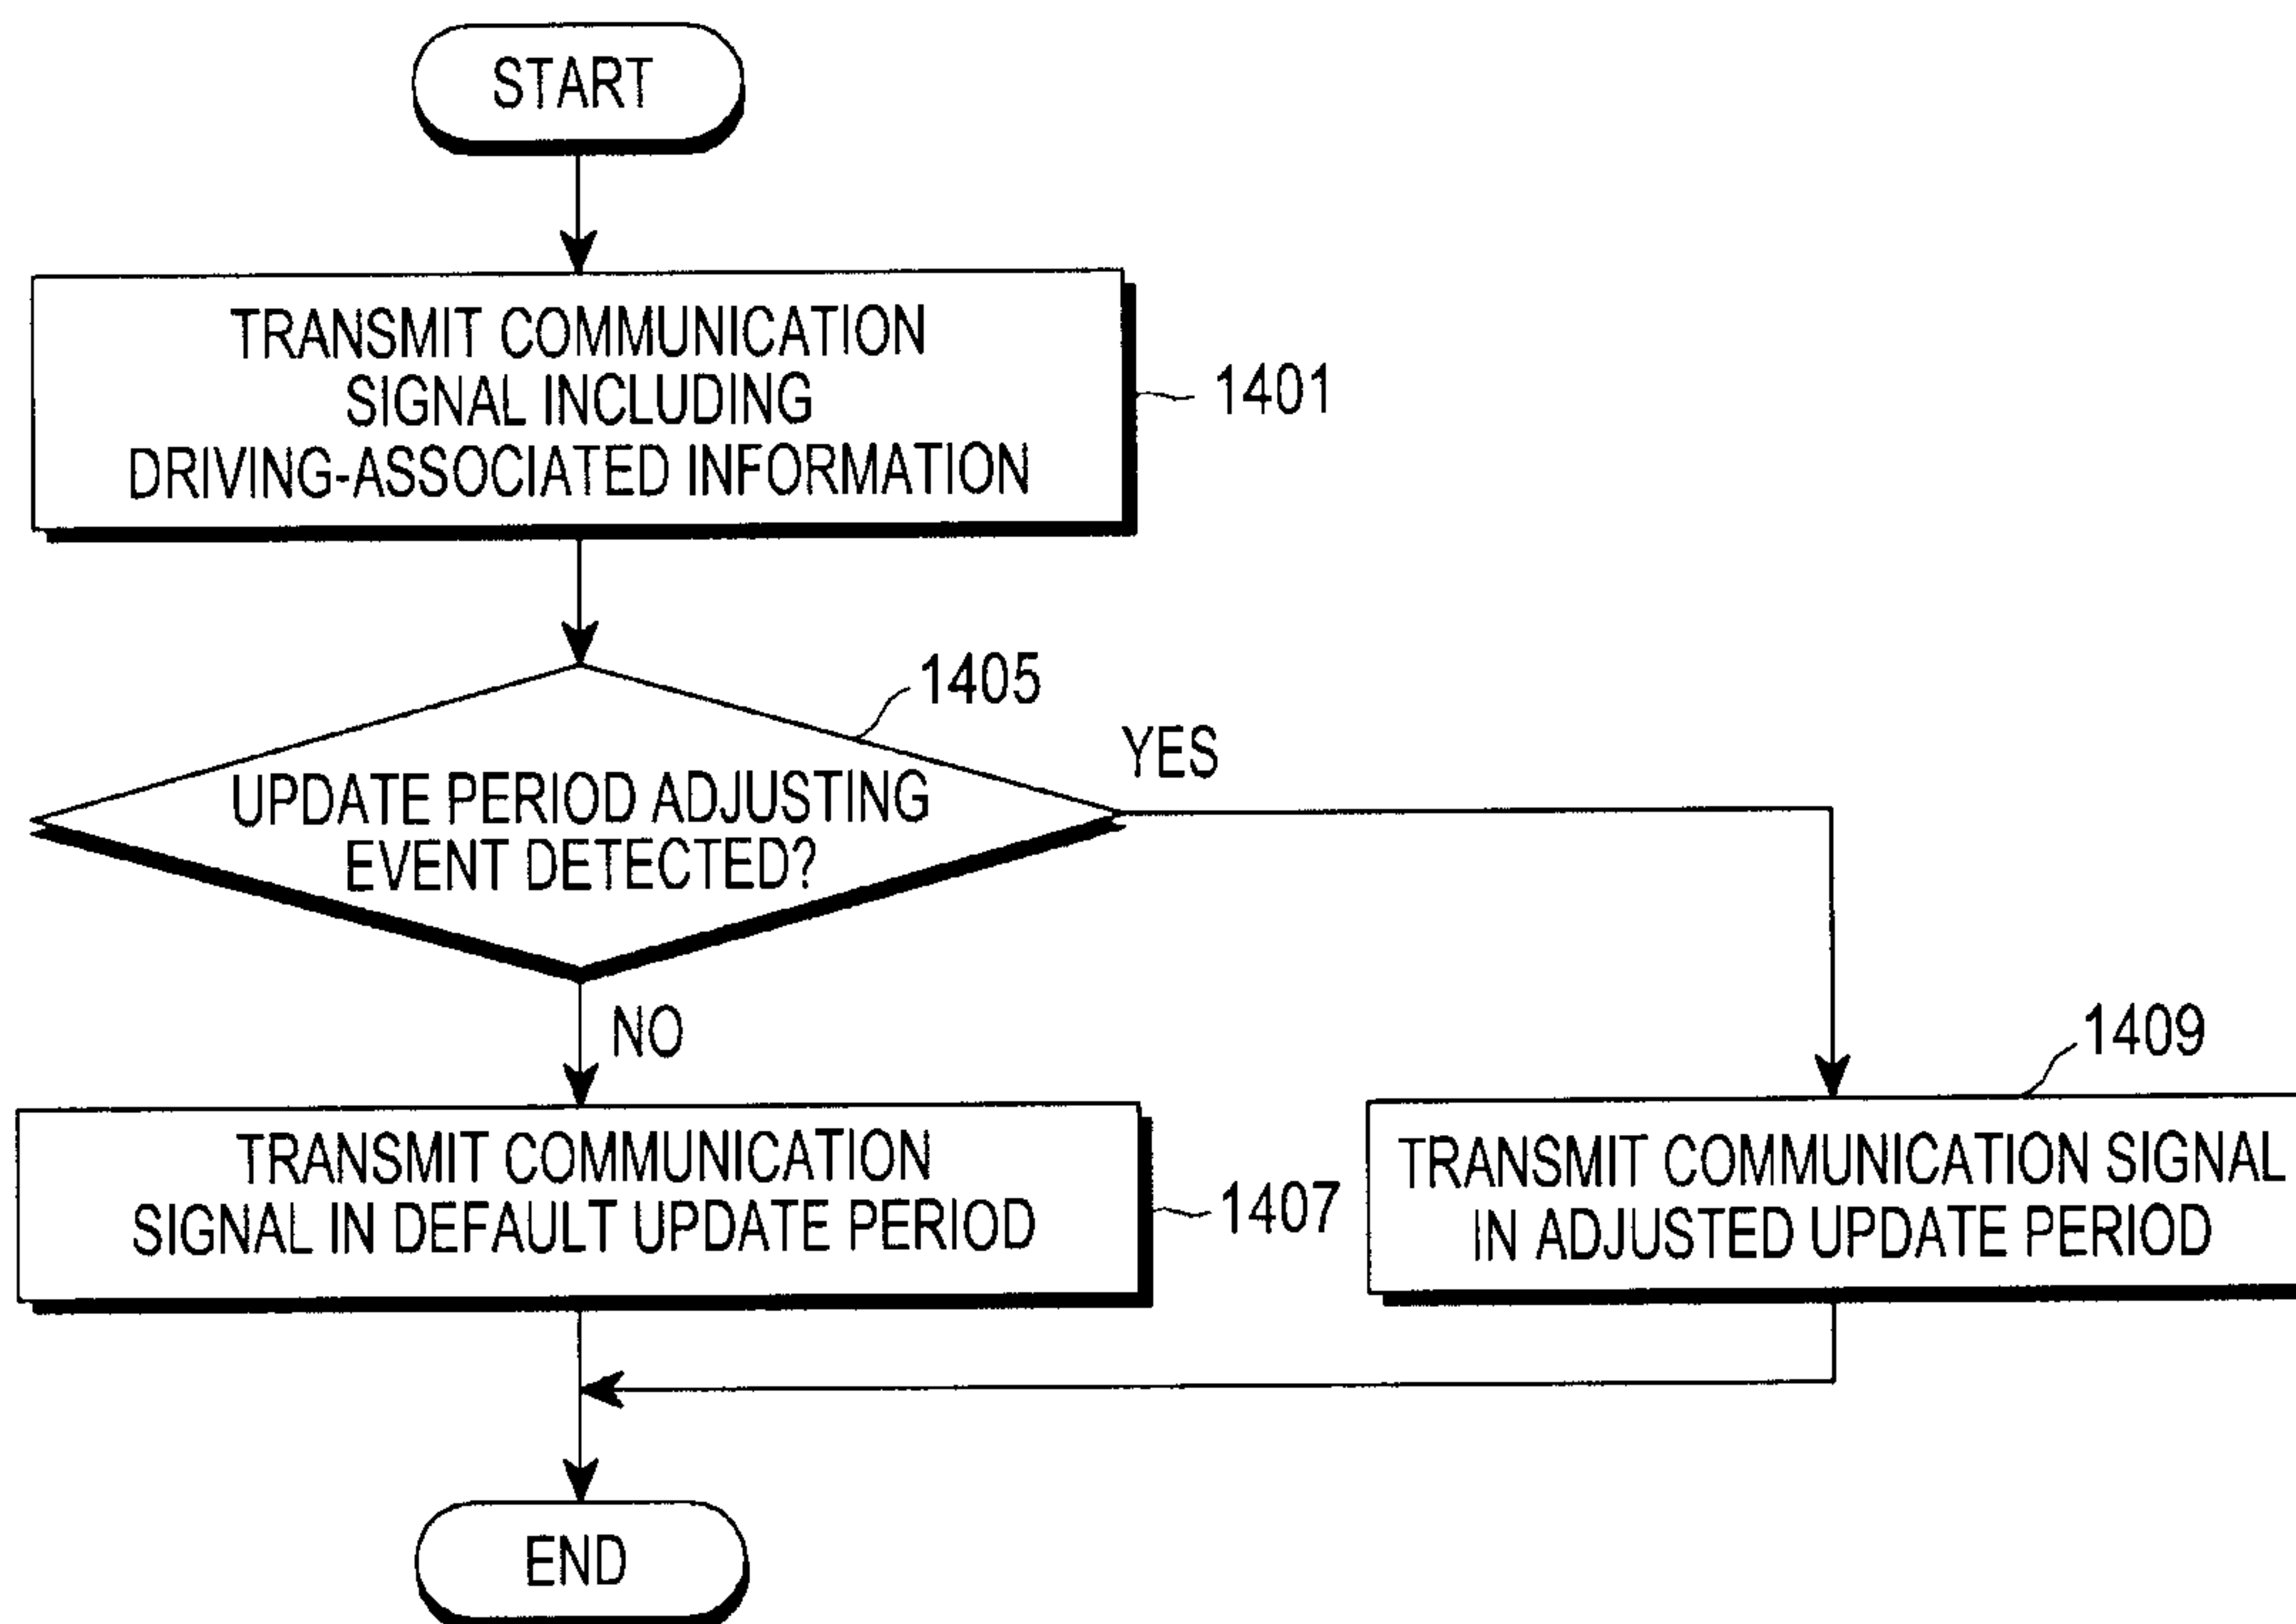 START
TRANSMIT COMMUNICATION
SIGNAL INCLUDING
DRIVING-ASSOCIATED INFORMATION
1401
1405
UPDATE PERIOD ADJUSTING
EVENT DETECTED?
YES
NO
TRANSMIT COMMUNICATION
SIGNAL IN DEFAULT UPDATE PERIOD
1407
1409
TRANSMIT COMMUNICATION SIGNAL
IN ADJUSTED UPDATE PERIOD
END